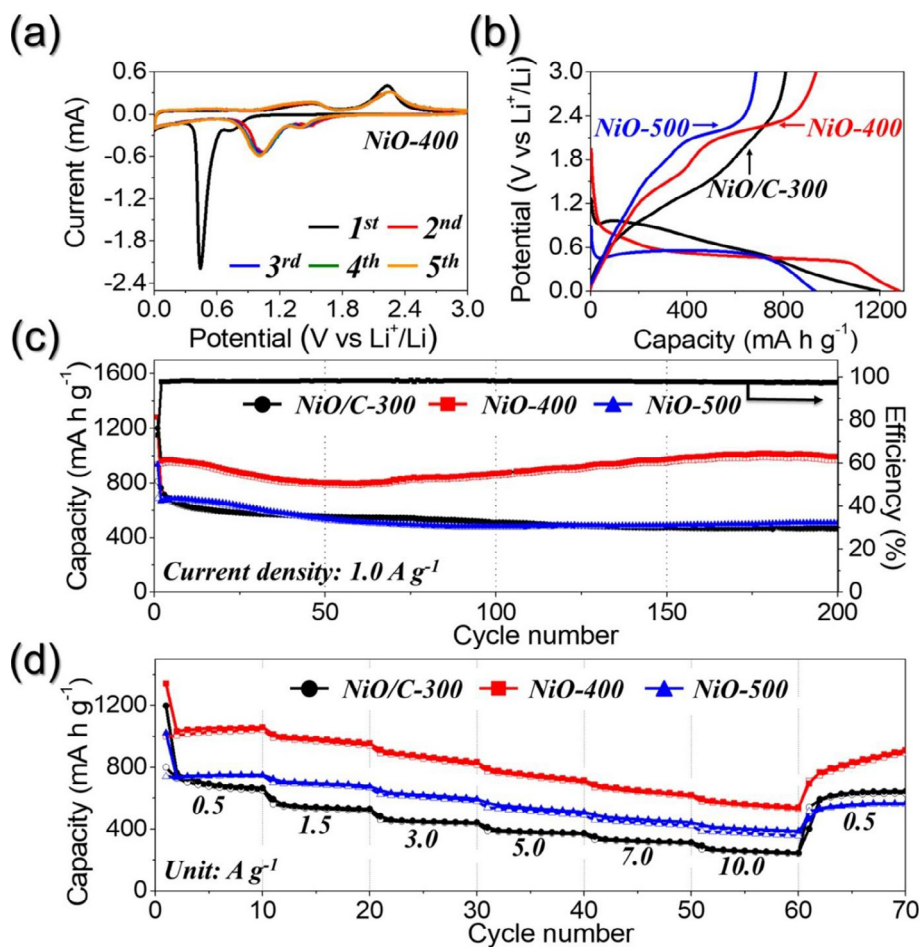 (a)
0.6
0.0
-0.6
-1.2
-1.8
-2.4
Current (mA)
NiO-400
1st 2nd
3rd 4th 5th
0.0 0.6 1.2 1.8 2.4 3.0
Potential (V vs Li+/Li)
(b)
3.0
2.4
1.8
1.2
0.6
0.0
Potential (V vs Li+/Li)
NiO-500
NiO-400
NiO/C-300
0 400 800 1200
Capacity (mA h g-1)
(c)
1600
1200
800
400
0
Capacity (mA h g-1)
NiO/C-300 NiO-400 NiO-500
Current density: 1.0 A g-1
100
80
60
40
20
0
Efficiency (%)
0 50 100 150 200
Cycle number
(d)
1200
800
400
0
Capacity (mA h g-1)
NiO/C-300 NiO-400 NiO-500
0.5 1.5 3.0 5.0 7.0 10.0 0.5
Unit: A g-1
0 10 20 30 40 50 60 70
Cycle number